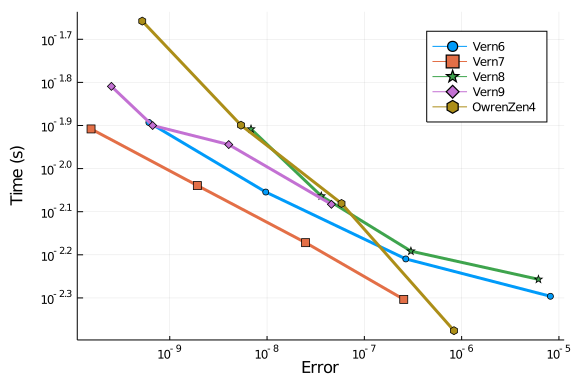 10⁻¹·⁷
10⁻¹·⁸
10⁻¹·⁹
10⁻²·⁰
10⁻²·¹
10⁻²·²
10⁻²·³
Time (s)
Vern6
Vern7
Vern8
Vern9
OwrenZen4
10⁻⁹ 10⁻⁸ 10⁻⁷ 10⁻⁶ 10⁻⁵
Error